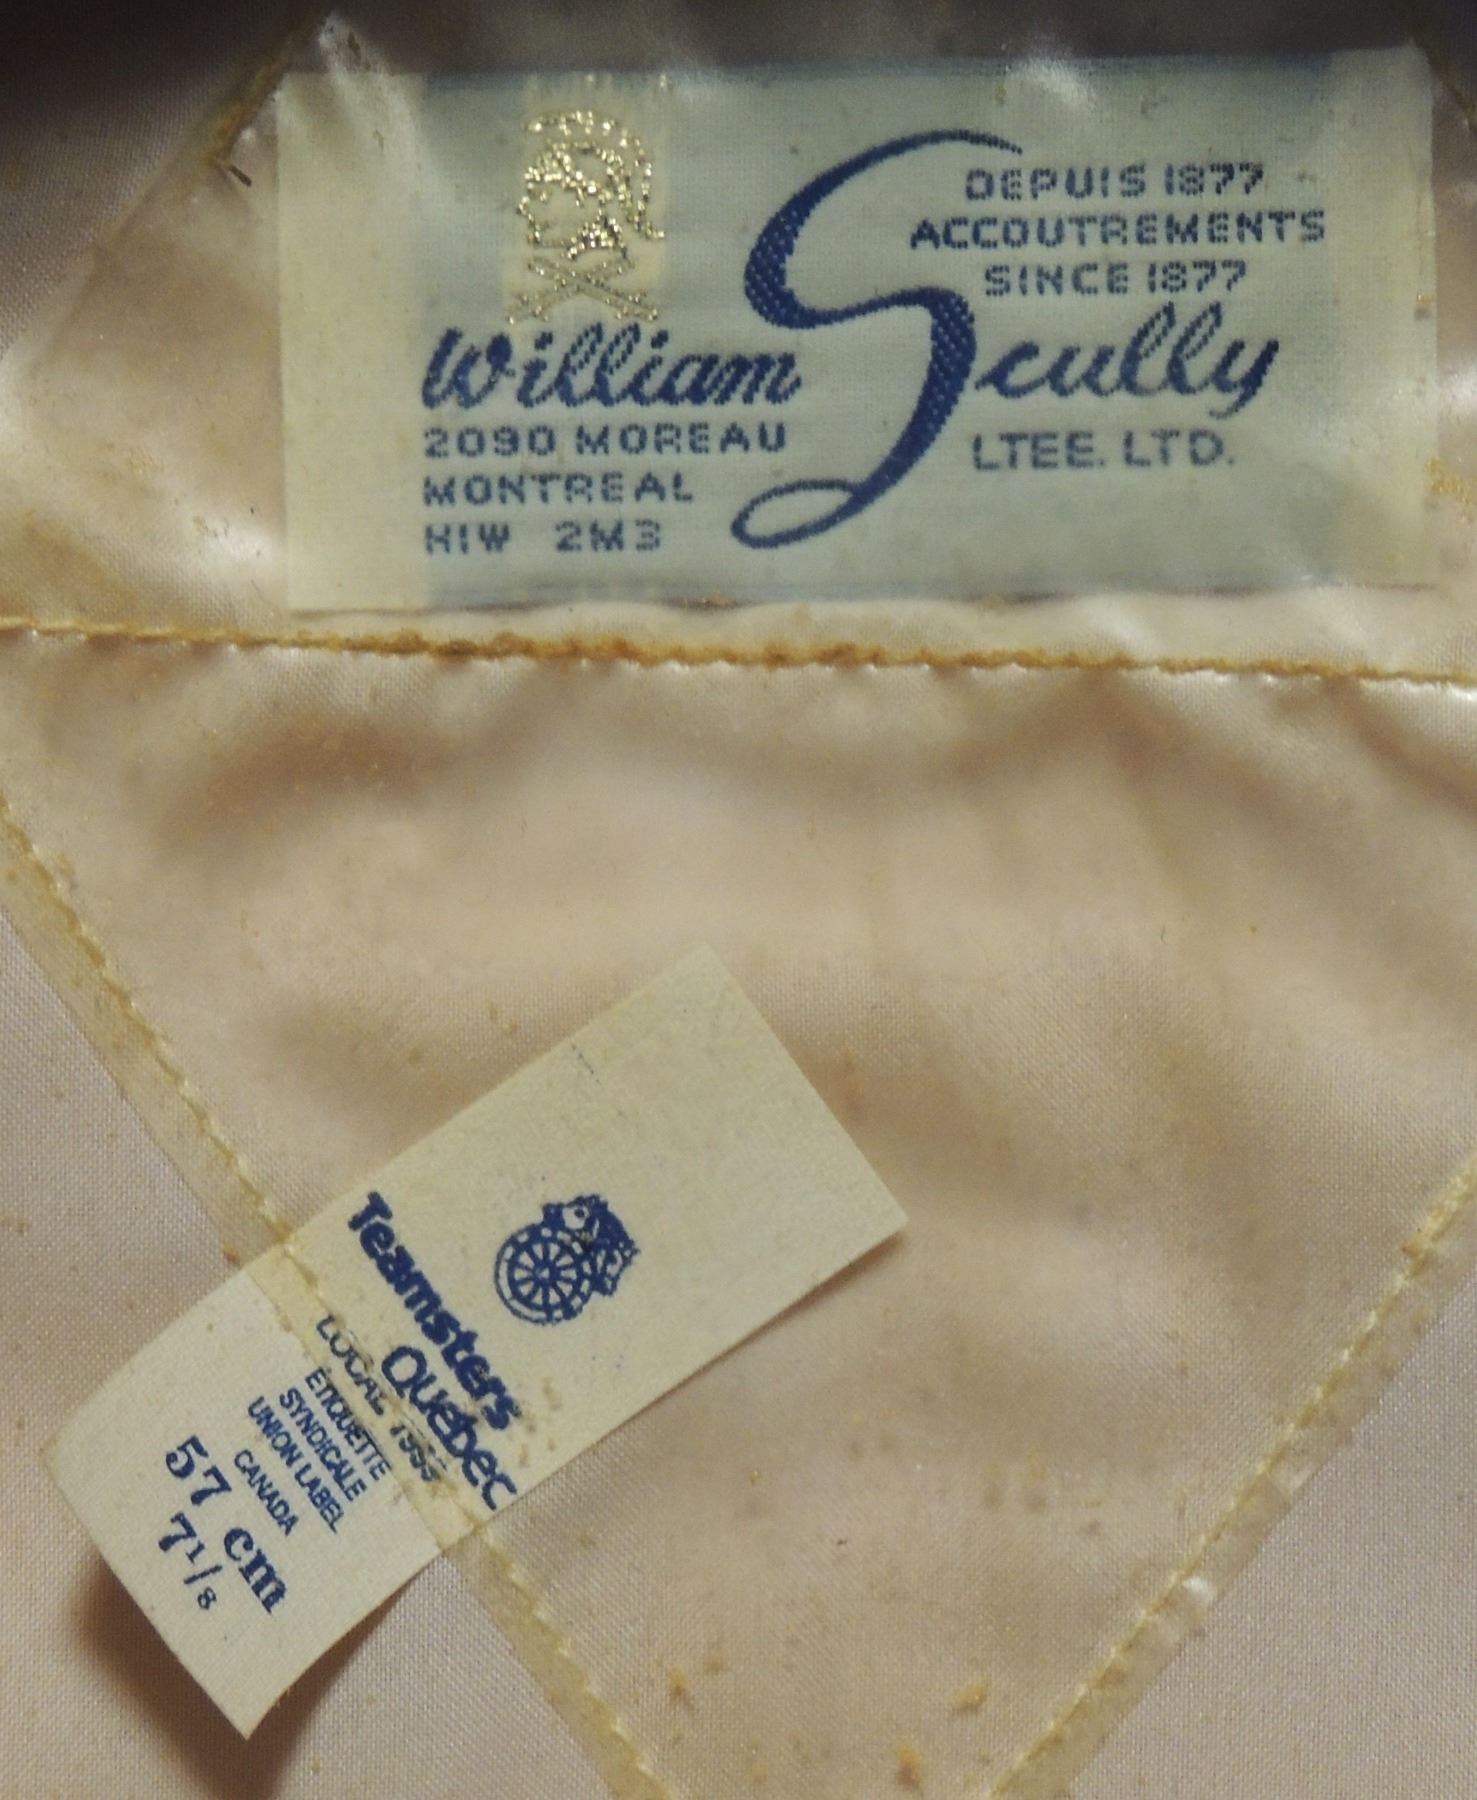 DEPUIS 1877
ACCOUTREMENTS
SINCE 1877
William Scully
LTEE. LTD.
2090 MOREAU
MONTREAL
H1W 2M3
Teamsters
Québec
LOCAL
ÉTIQUETTE
SYNDICALE
UNION LABEL
CANADA
57 cm
7 1/8